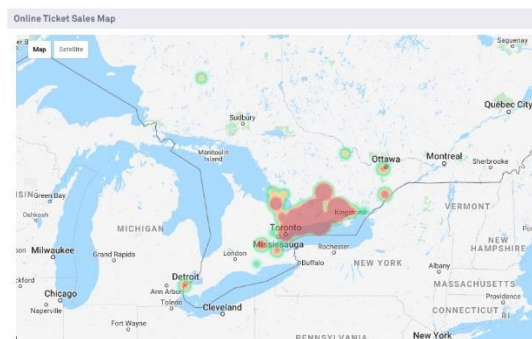 Online Ticket Sales Map
Map
Satellite
Saguenay
Québec City
Sudbury
Manitoulin
Island
Ottawa
Montreal
Sherbrooke
Green Bay
Oshkosh
VERMONT
MICHIGAN
Toronto
Mississauga
NEW
HAMPSHIRE
Milwaukee
Grand Rapids
London
Rochester
Buffalo
NEW YORK
Albany
Detroit
Ann Arbor
MASSACHUSETTS
Chicago
Naperville
Toledo
Cleveland
Providence
CONNECTICUT
RI
Fort Wayne
PENNSYLVANIA
New York